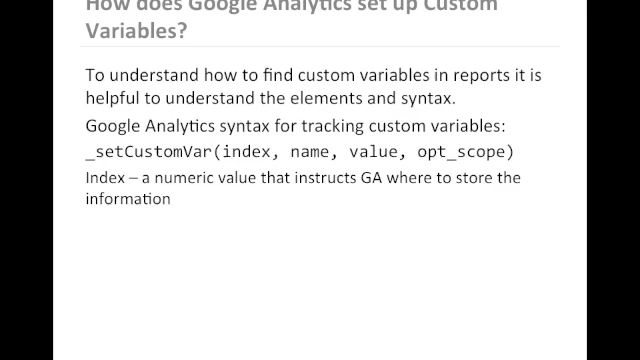 How does Google Analytics set up Custom
Variables?
To understand how to find custom variables in reports it is
helpful to understand the elements and syntax.
Google Analytics syntax for tracking custom variables:
_setCustomVar(index, name, value, opt_scope)
Index – a numeric value that instructs GA where to store the
information